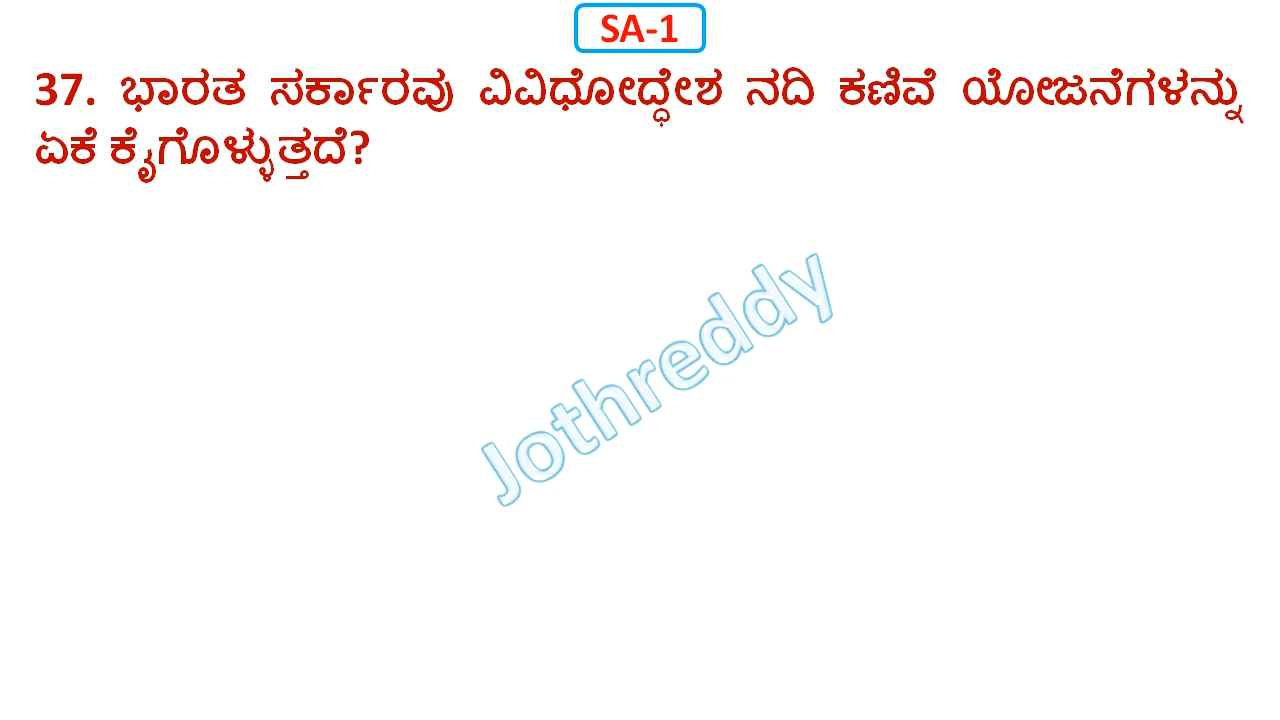 SA-1
37. ಭಾರತ ಸರ್ಕಾರವು ವಿವಿಧೋದ್ಧೇಶ ನದಿ ಕಣಿವೆ ಯೋಜನೆಗಳನ್ನು
ಏಕೆ ಕೈಗೊಳ್ಳುತ್ತದೆ?
Jothreddy